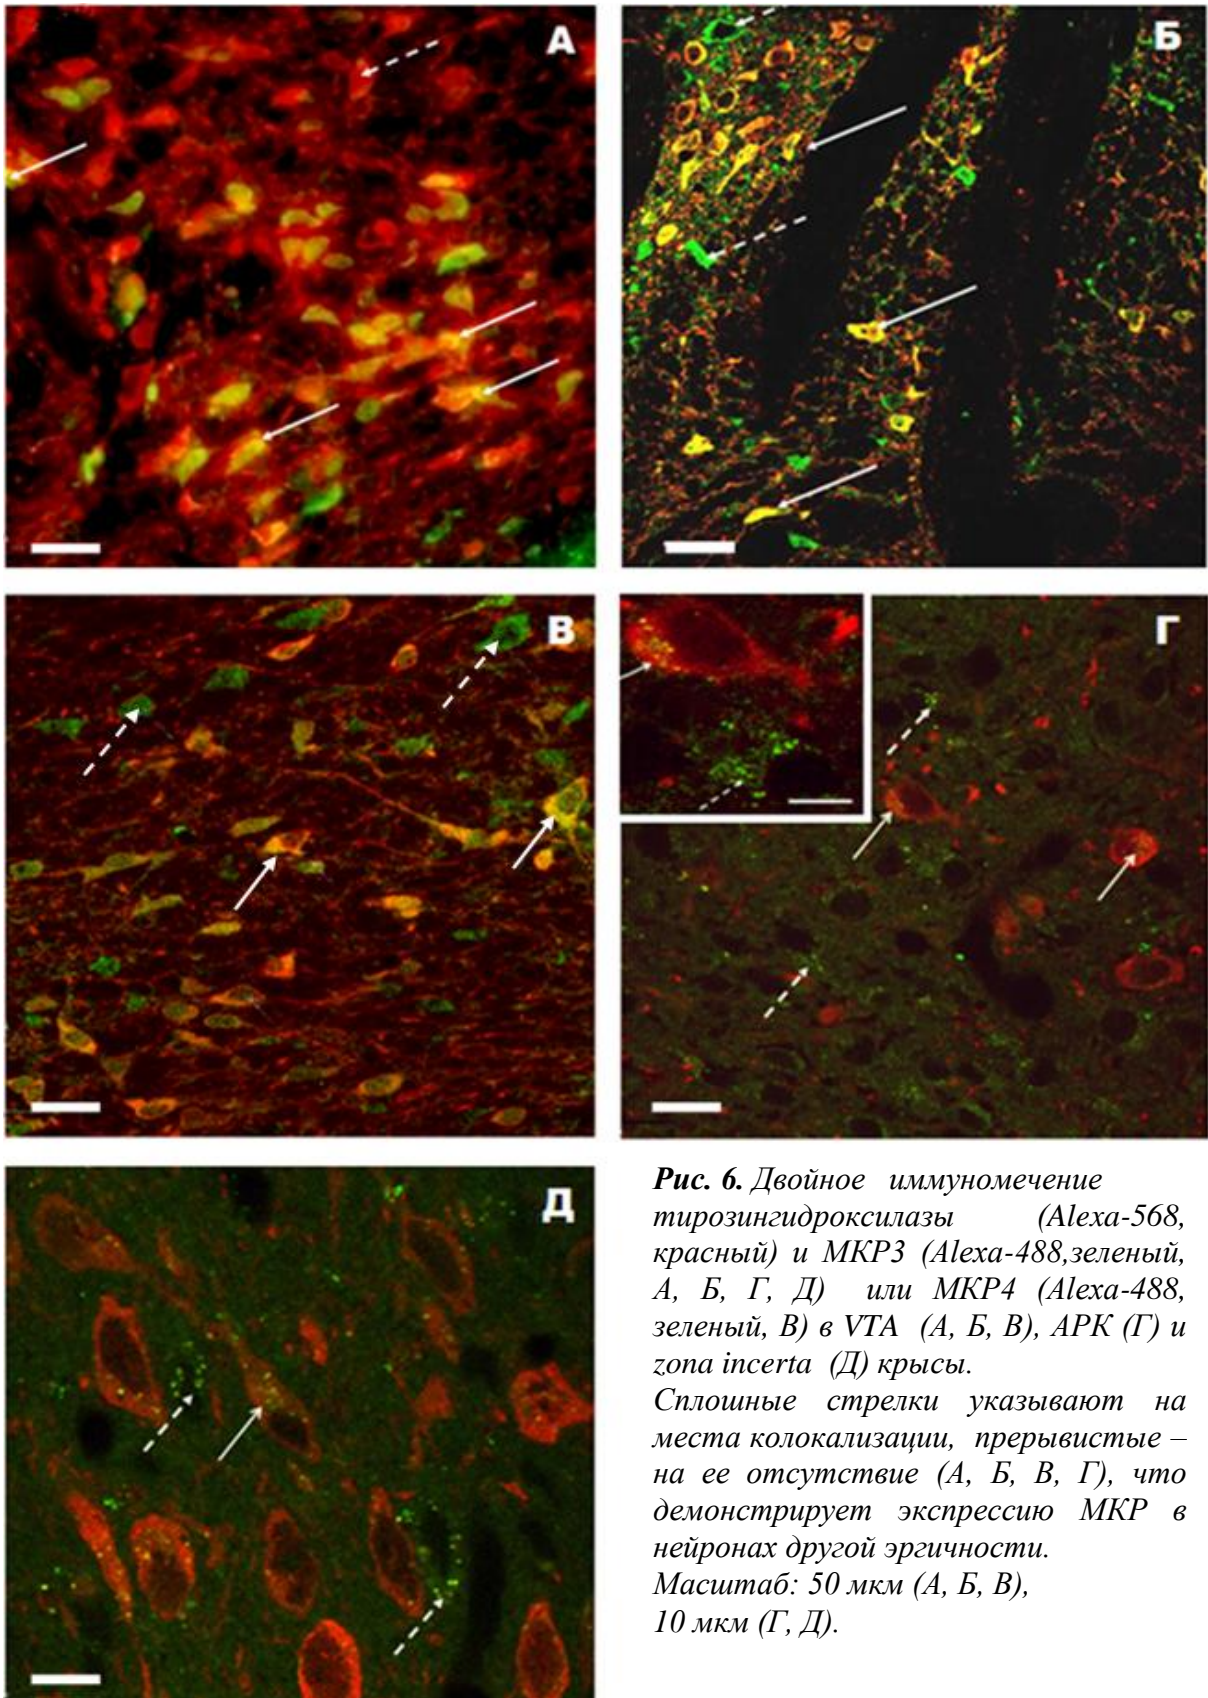 А
Б
В
Г
Д
Рис. 6. Двойное иммуномечение
тирозингидроксилазы (Alexa-568,
красный) и МКР3 (Alexa-488,зеленый,
А, Б, Г, Д) или МКР4 (Alexa-488,
зеленый, В) в VTA (А, Б, В), АРК (Г) и
zona incerta (Д) крысы.
Сплошные стрелки указывают на
места колокализации, прерывистые –
на ее отсутствие (А, Б, В, Г), что
демонстрирует экспрессию МКР в
нейронах другой эргичности.
Масштаб: 50 мкм (А, Б, В),
10 мкм (Г, Д).